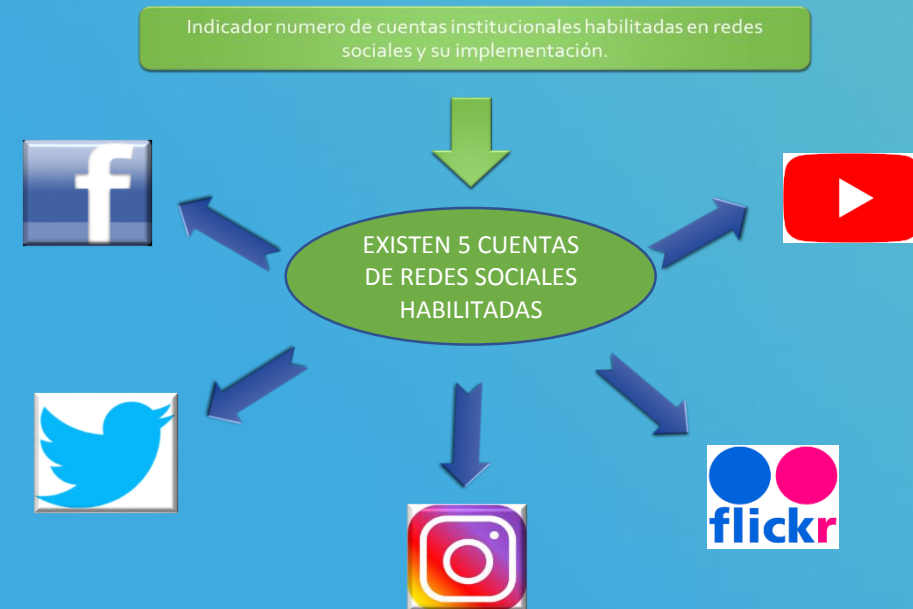 Indicador numero de cuentas institucionales habilitadas en redes
sociales y su implementación.
f
EXISTEN 5 CUENTAS
DE REDES SOCIALES
HABILITADAS
flickr